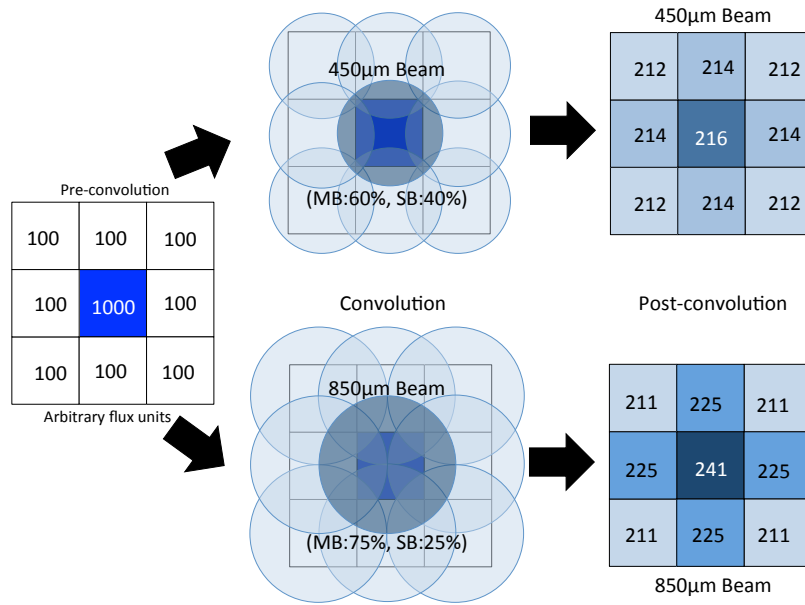 Pre-convolution
100 100 100
100 1000 100
100 100 100
Arbitrary flux units
450µm Beam
(MB:60%, SB:40%)
Convolution
850µm Beam
(MB:75%, SB:25%)
450µm Beam
212 214 212
214 216 214
212 214 212
Post-convolution
211 225 211
225 241 225
211 225 211
850µm Beam